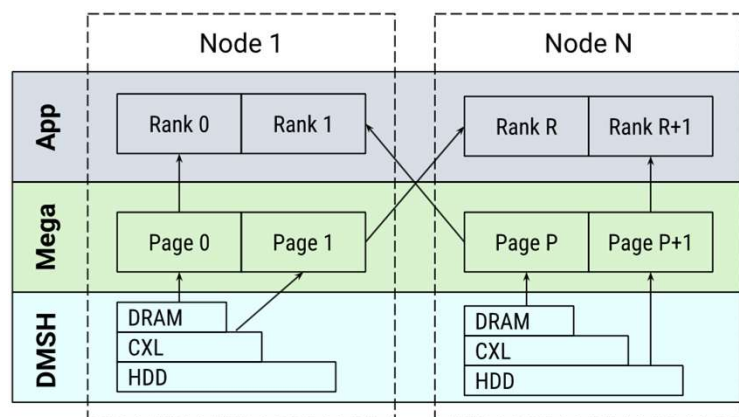 Node 1
Node N
App
Rank 0
Rank 1
Rank R
Rank R+1
Mega
Page 0
Page 1
Page P
Page P+1
DMSH
DRAM
CXL
HDD
DRAM
CXL
HDD